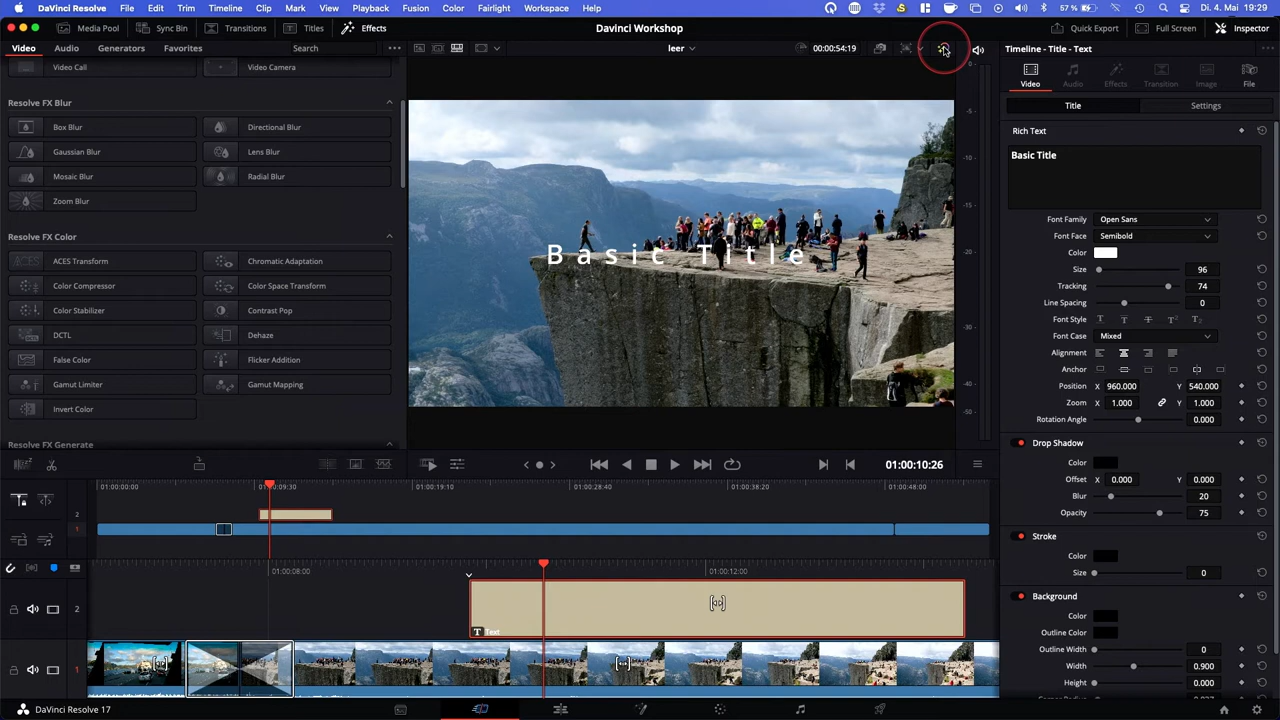 DaVinci Resolve File Edit Trim Timeline Clip Mark View Playback Fusion Color Fairlight Workspace Help 57 % Di. 4. Mai 19:29
Media Pool Sync Bin Transitions Titles Effects Davinci Workshop Quick Export Full Screen Inspector
Video Audio Generators Favorites Search leer 00:00:54:19 Timeline - Title - Text
Video Call Video Camera
Video Audio Effects Transition Image File
Resolve FX Blur
Title Settings
Box Blur Directional Blur
Rich Text
Gaussian Blur Lens Blur
Basic Title
Mosaic Blur Radial Blur
Zoom Blur
Font Family Open Sans
Resolve FX Color
Font Face Semibold
Basic Title
Color
ACES ACES Transform Chromatic Adaptation
Size 96
Color Compressor Color Space Transform
Tracking 74
Line Spacing 0
Color Stabilizer Contrast Pop
Font Style
DCTL Dehaze
Font Case Mixed
Alignment
False Color Flicker Addition
Anchor
Gamut Limiter Gamut Mapping
Position X 960.000 Y 540.000
Zoom X 1.000 Y 1.000
Invert Color
Rotation Angle 0.000
Resolve FX Generate
Drop Shadow
Color
01:00:10:26
Offset X 0.000 Y 0.000
01:00:00:00 01:00:09:30 01:00:19:10 01:00:28:40 01:00:38:20 01:00:48:00
Blur 20
Opacity 75
2
1
Stroke
Color
Size 0
01:00:08:00 01:00:12:00
Background
2
Color
Outline Color
T Text
Outline Width 0
1
Width 0.900
Height 0.000
DaVinci Resolve 17